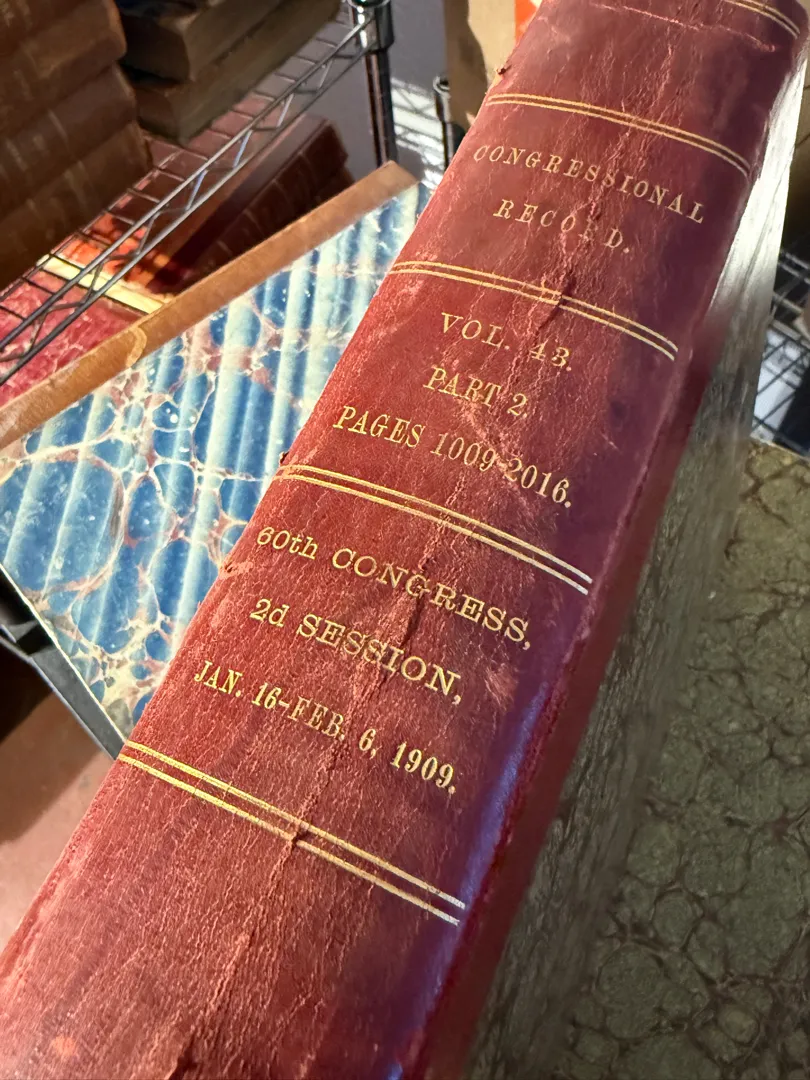 CONGRESSIONAL
RECORD.
VOL. 43.
PART 2.
PAGES 1009-2016.
60th CONGRESS,
2d SESSION,
JAN. 16-FEB. 6, 1909.